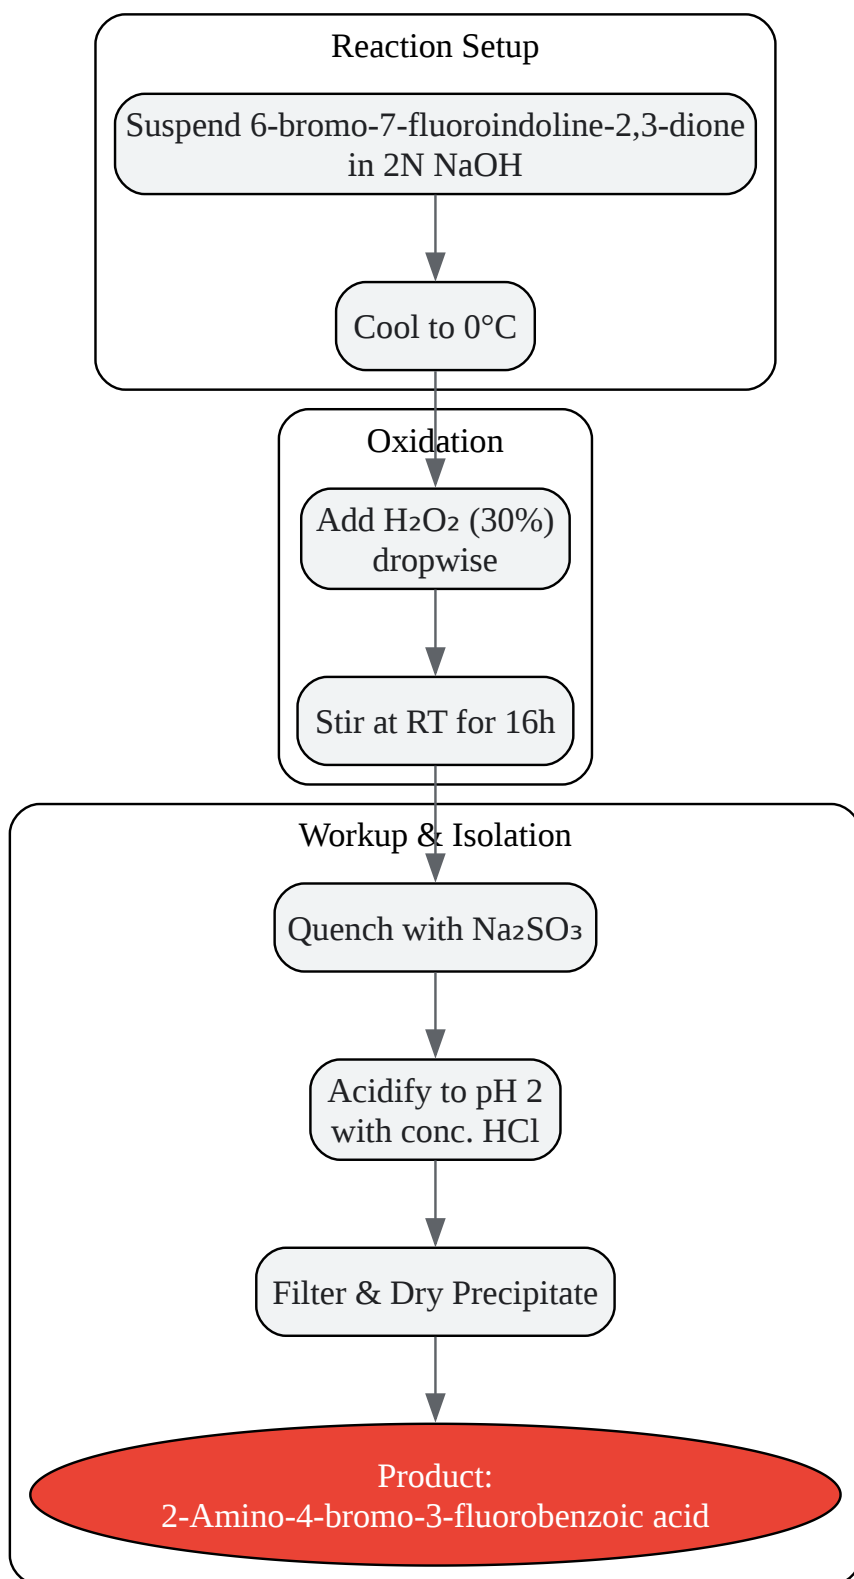 Reaction Setup
Suspend 6-bromo-7-fluoroindoline-2,3-dione
in 2N NaOH
Cool to 0°C
Oxidation
Add H₂O₂ (30%)
dropwise
Stir at RT for 16h
Workup & Isolation
Quench with Na₂SO₃
Acidify to pH 2
with conc. HCl
Filter & Dry Precipitate
Product:
2-Amino-4-bromo-3-fluorobenzoic acid